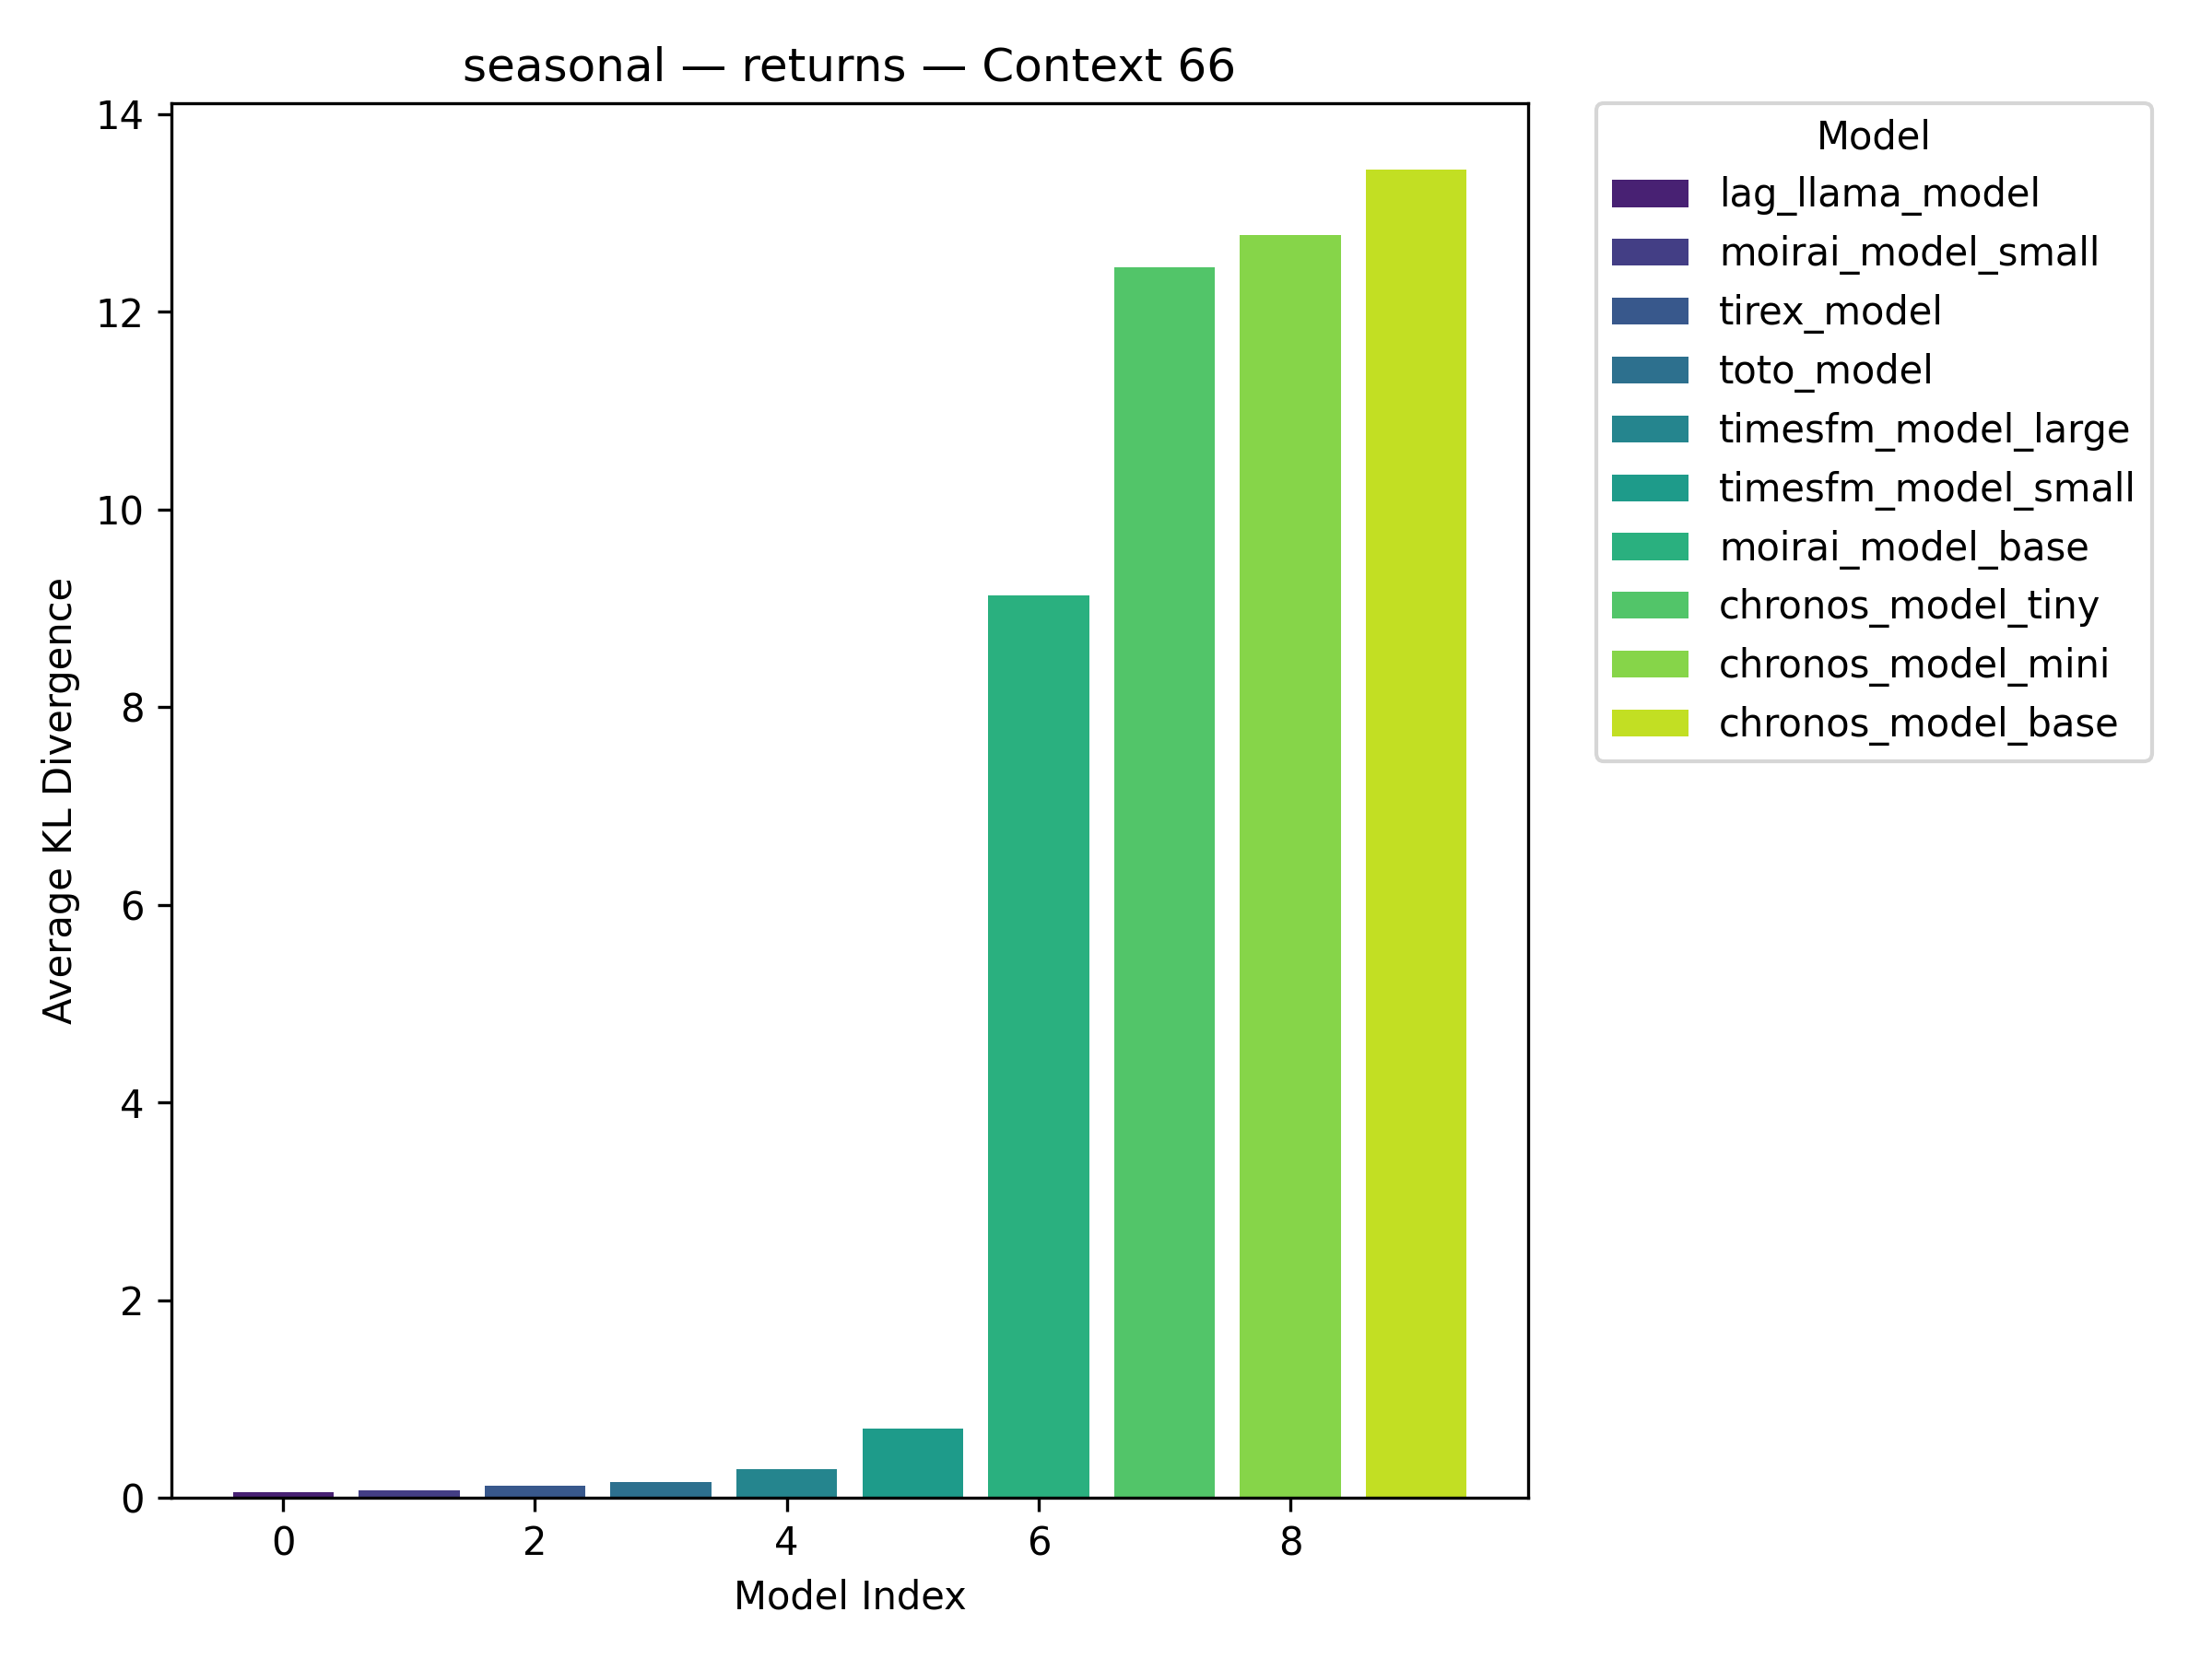 seasonal — returns — Context 66
14
12
10
8
6
4
2
0
Average KL Divergence
0 2 4 6 8
Model Index
Model
lag_llama_model
moirai_model_small
tirex_model
toto_model
timesfm_model_large
timesfm_model_small
moirai_model_base
chronos_model_tiny
chronos_model_mini
chronos_model_base